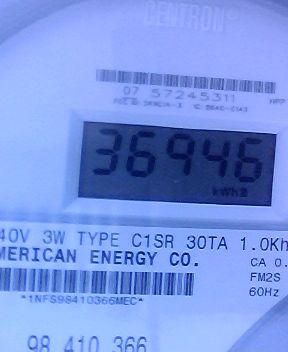 CENTRON®
07 57245311
36946
kWh
40V 3W TYPE C1SR 30TA 1.0Kh
MERICAN ENERGY CO.
CA 0.
FM2S
60Hz
*1NFS98410366MEC*
98 410 366